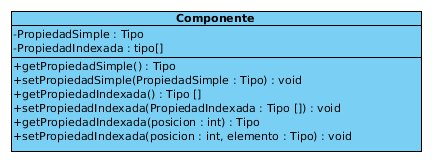 Componente
-PropiedadSimple : Tipo
-PropiedadIndexada : tipo[]
+getPropiedadSimple() : Tipo
+setPropiedadSimple(PropiedadSimple : Tipo) : void
+getPropiedadIndexada() : Tipo []
+setPropiedadIndexada(PropiedadIndexada : Tipo []) : void
+getPropiedadIndexada(posicion : int) : Tipo
+setPropiedadIndexada(posicion : int, elemento : Tipo) : void